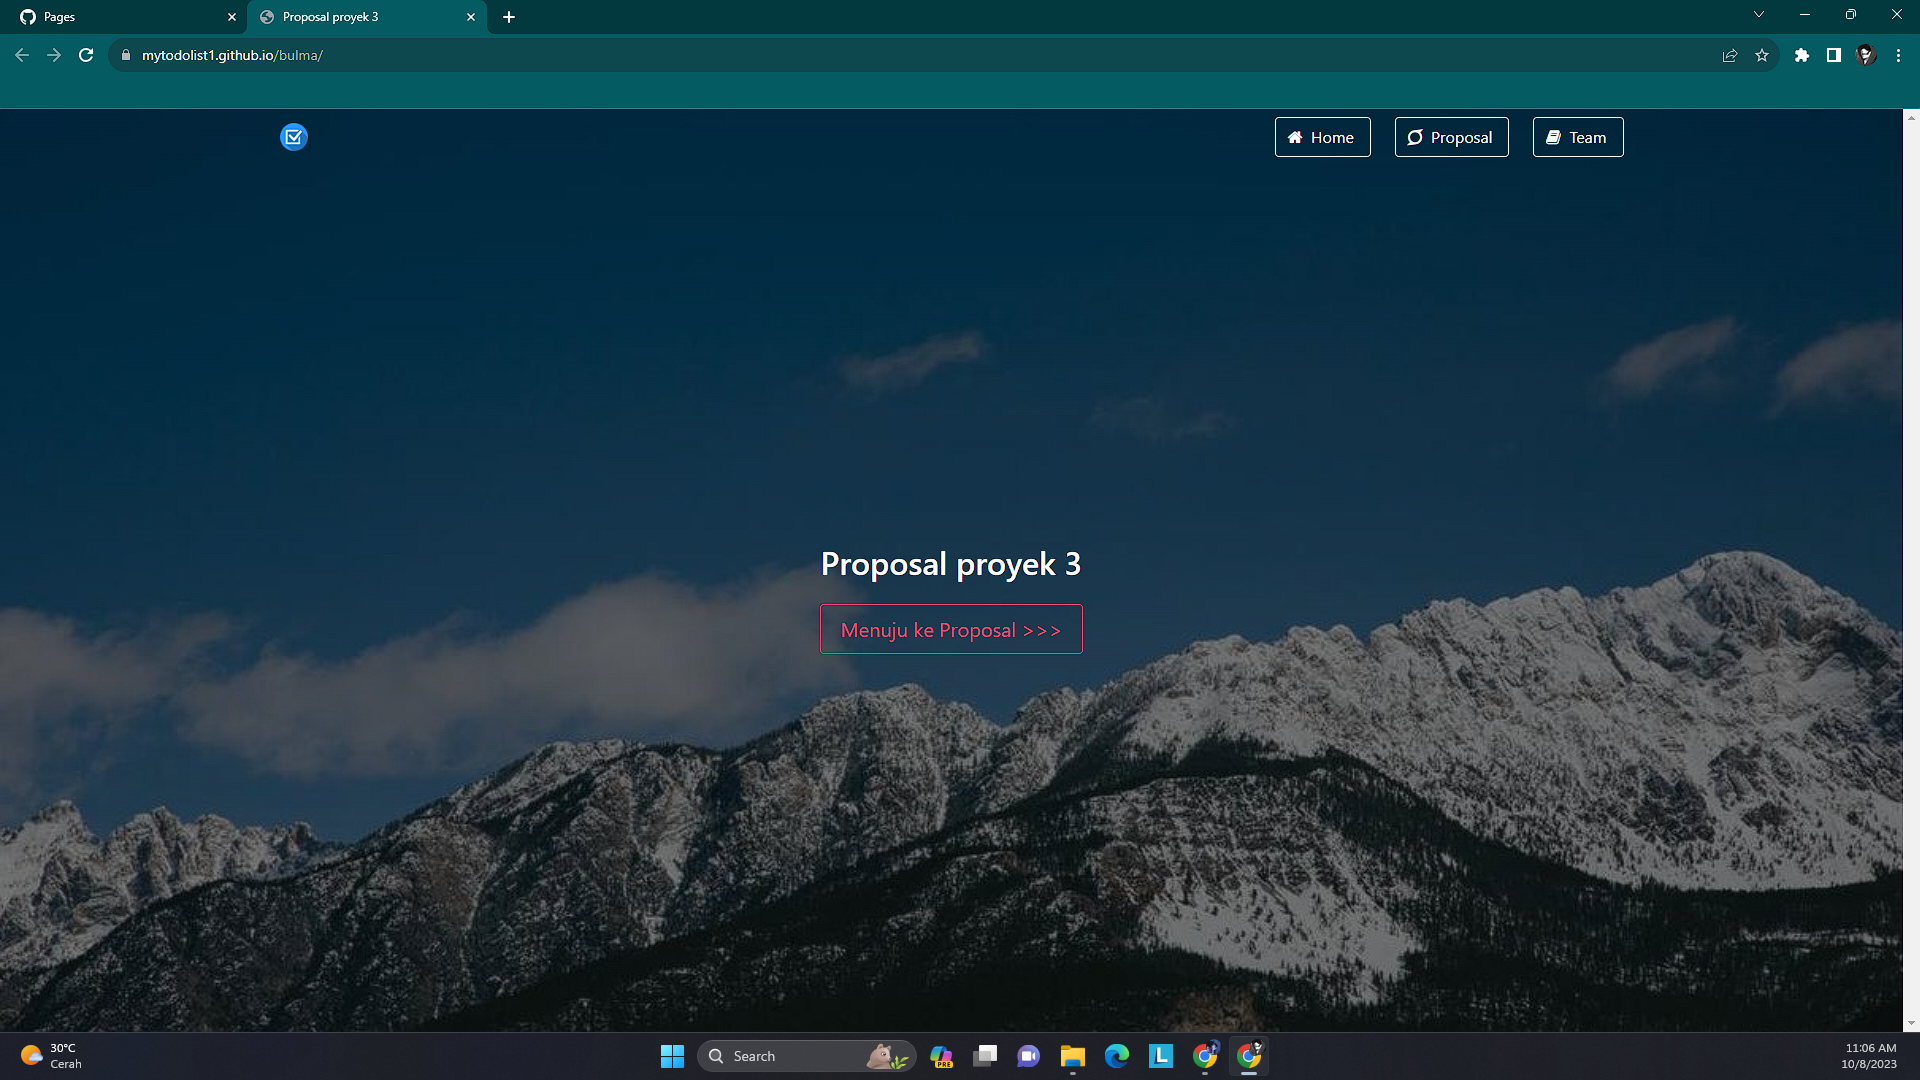 Pages
Proposal proyek 3
mytodolist1.github.io/bulma/
Home
Proposal
Team
Proposal proyek 3
Menuju ke Proposal >>>
30°C
Cerah
Search
PRE
L
11:06 AM
10/8/2023